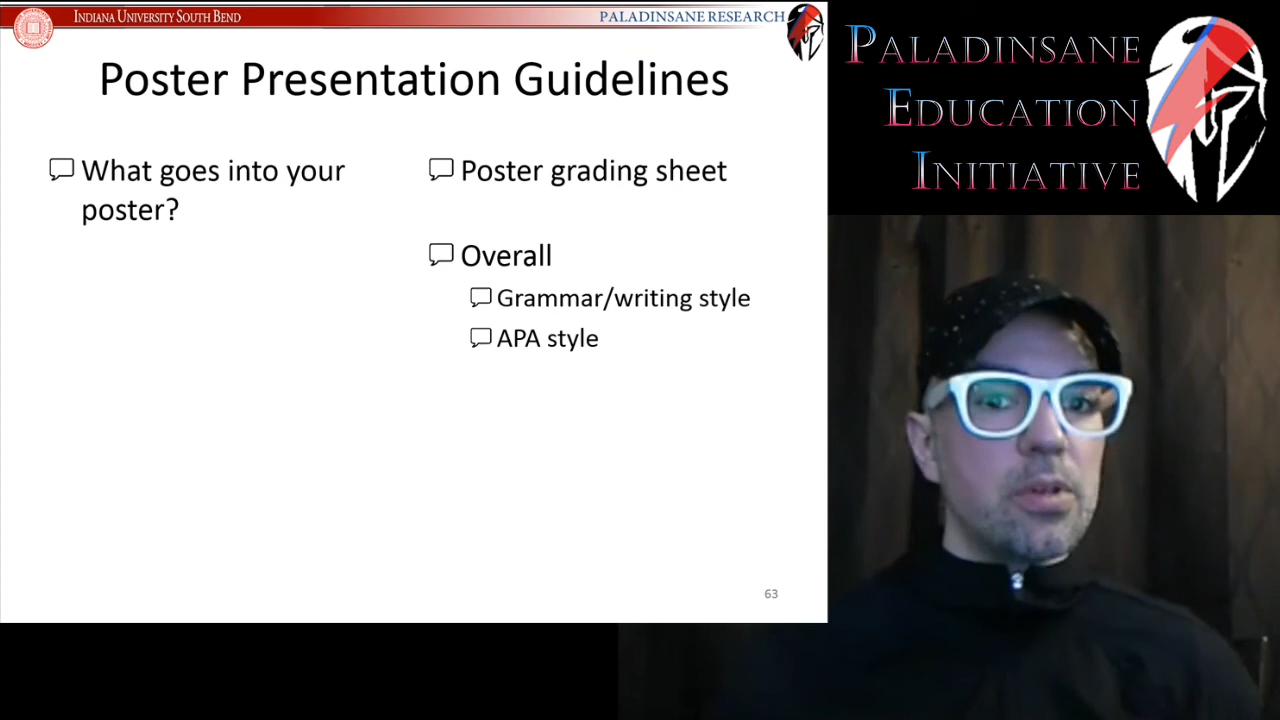 INDIANA UNIVERSITY SOUTH BEND
PALADINSANE RESEARCH
Poster Presentation Guidelines
What goes into your
poster?
Poster grading sheet
Overall
Grammar/writing style
APA style
63
PALADINSANE
EDUCATION
INITIATIVE